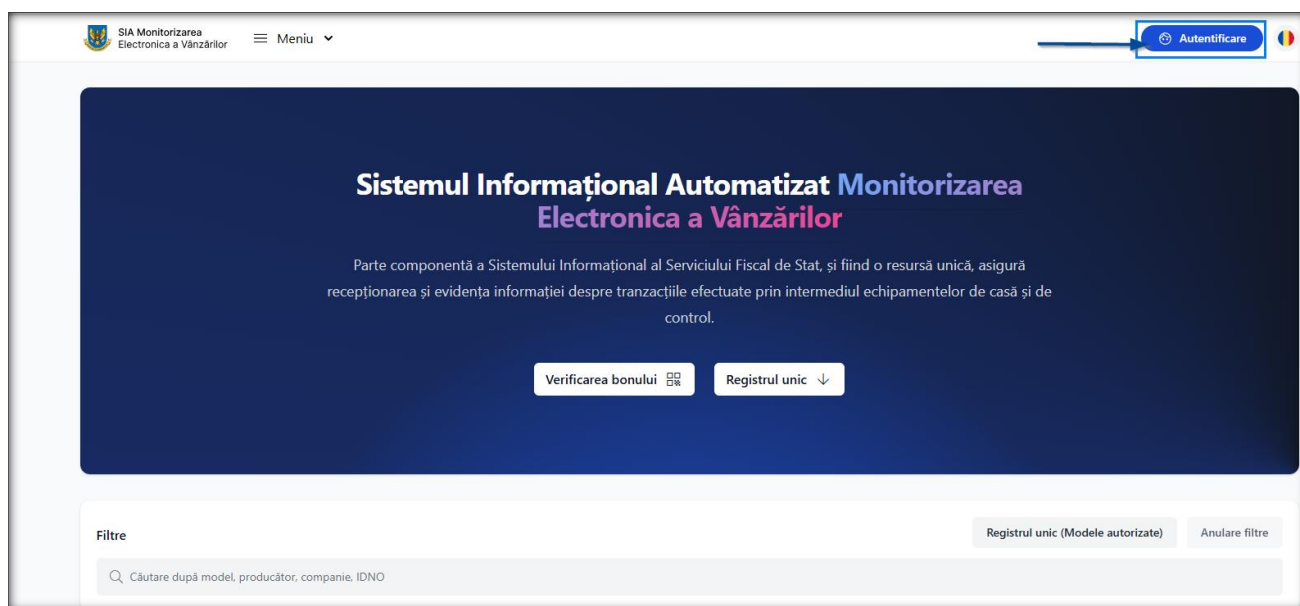 SIA Monitorizarea
Electronica a Vânzărilor
Meniu
Autentificare
Sistemul Informațional Automatizat Monitorizarea
Electronica a Vânzărilor
Parte componentă a Sistemului Informațional al Serviciului Fiscal de Stat, și fiind o resursă unică, asigură
recepționarea și evidența informației despre tranzacțiile efectuate prin intermediul echipamentelor de casă și de
control.
Verificarea bonului
Registrul unic
Filtre
Registrul unic (Modele autorizate)
Anulare filtre
Căutare după model, producător, companie, IDNO